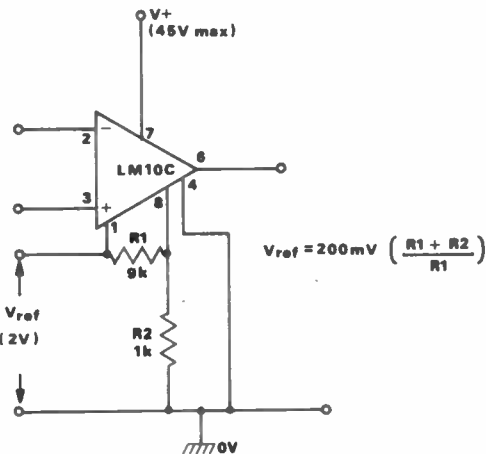 V+
(45V max)
2
−
7
LM10C
6
3
+
1
8
4
R1
9k
Vref = 200mV ( R1 + R2
R1 )
Vref
(2V)
R2
1k
0V